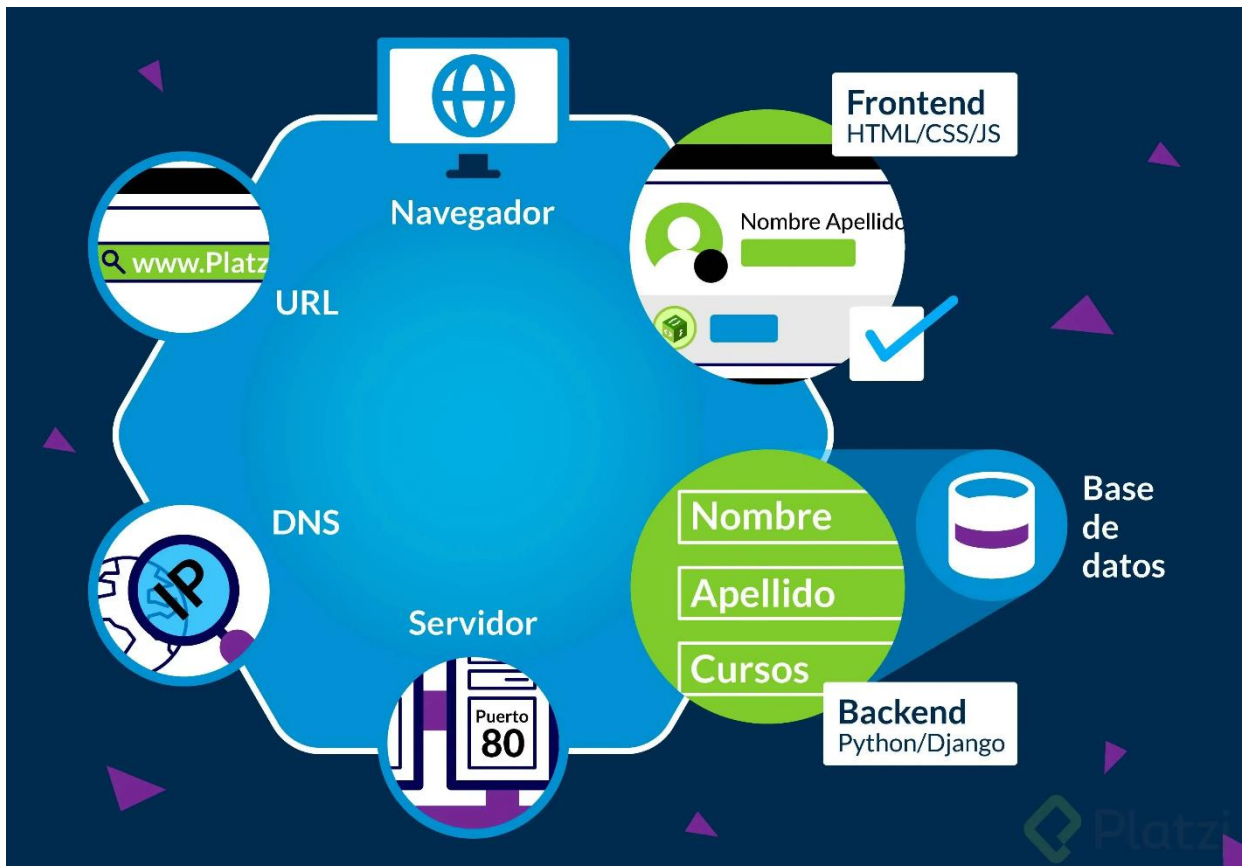 Navegador
Frontend
HTML/CSS/JS
Nombre Apellido
www.Platz
URL
DNS
IP
Servidor
Puerto
80
Nombre
Apellido
Cursos
Base
de
datos
Backend
Python/Django
Platzi